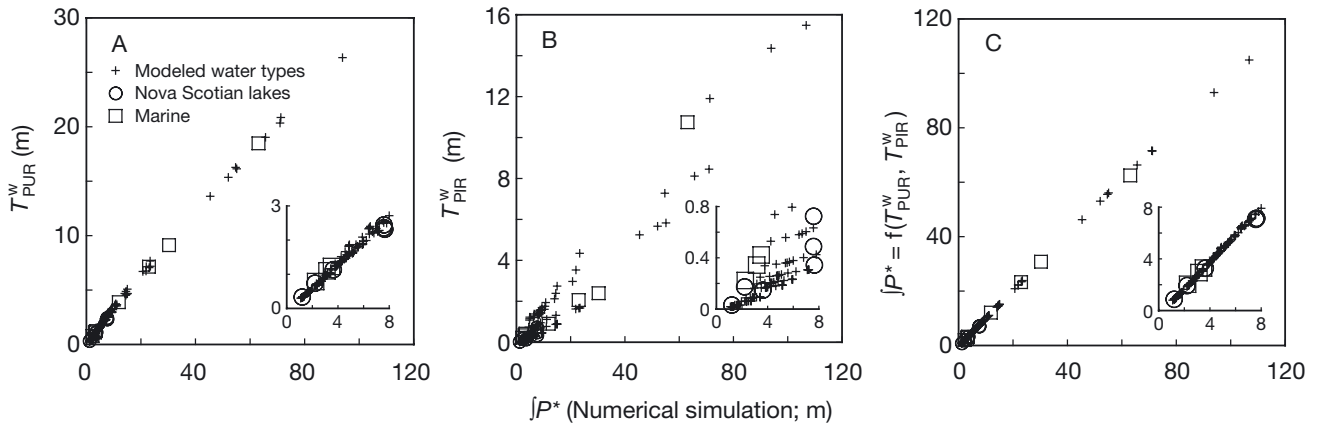 A
Modeled water types
Nova Scotian lakes
Marine
T^w_PUR (m)
30
20
10
0
0 40 80 120
3
0
0 4 8
B
T^w_PIR (m)
16
12
8
4
0
0 40 80 120
0.8
0.4
0
0 4 8
∫P* (Numerical simulation; m)
C
∫P* = f(T^w_PUR, T^w_PIR)
120
80
40
0
0 40 80 120
8
4
0
0 4 8